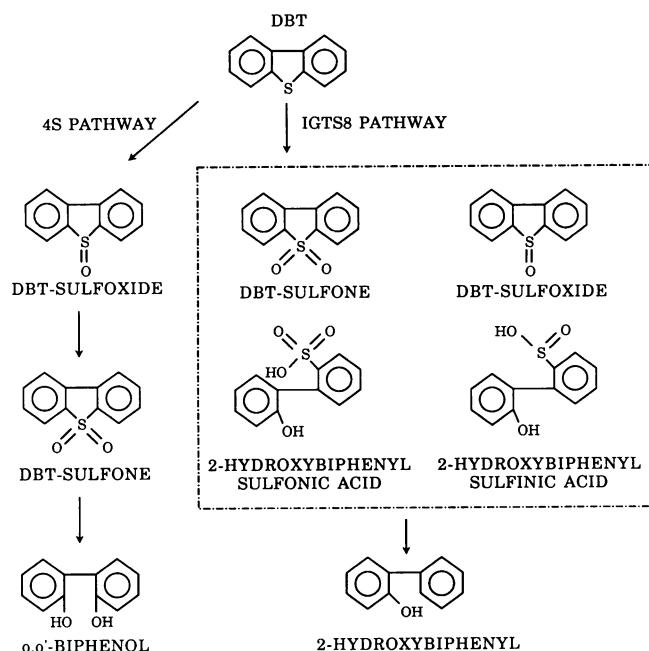 DBT
S
4S PATHWAY
IGTS8 PATHWAY
S
O
DBT-SULFOXIDE
S
O O
DBT-SULFONE
S
O
DBT-SULFOXIDE
O O
S
HO
OH
2-HYDROXYBIPHENYL
SULFONIC ACID
HO O
S
OH
2-HYDROXYBIPHENYL
SULFINIC ACID
S
O O
DBT-SULFONE
HO OH
o,o'-BIPHENOL
OH
2-HYDROXYBIPHENYL